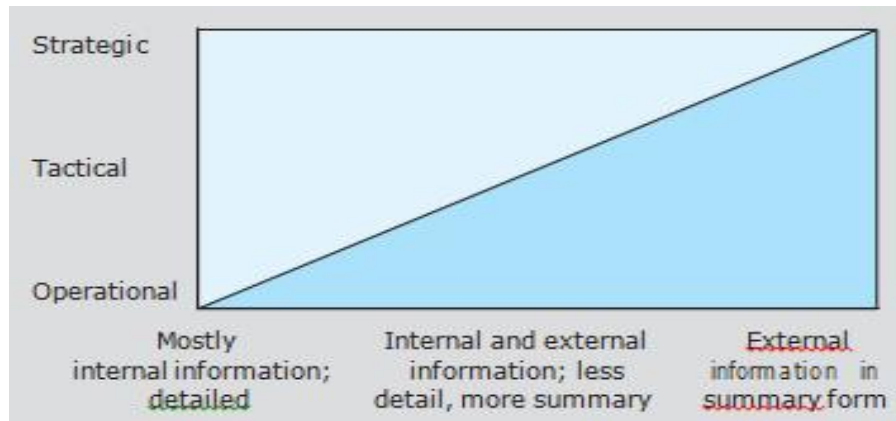 Strategic
Tactical
Operational
Mostly
internal information;
detailed
Internal and external
information; less
detail, more summary
External
information in
summary form